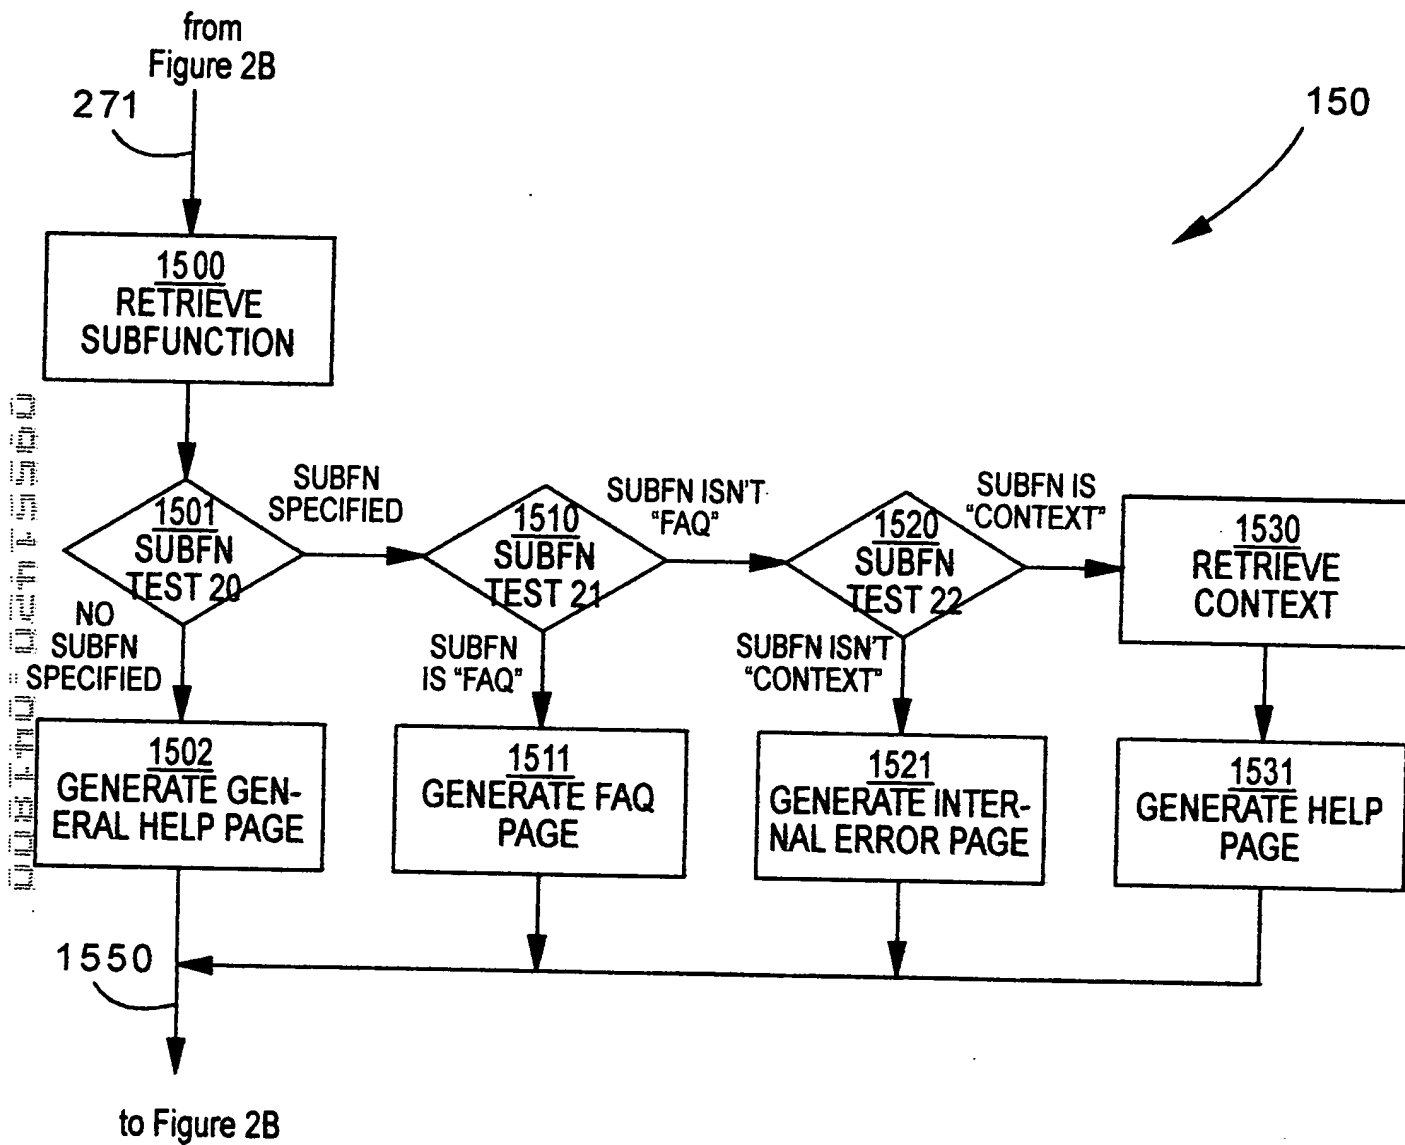 from
Figure 2B
271
150
1500
RETRIEVE
SUBFUNCTION
1501
SUBFN
TEST 20
SUBFN
SPECIFIED
1510
SUBFN
TEST 21
SUBFN ISN'T
"FAQ"
1520
SUBFN
TEST 22
SUBFN IS
"CONTEXT"
1530
RETRIEVE
CONTEXT
NO
SUBFN
SPECIFIED
SUBFN
IS "FAQ"
SUBFN ISN'T
"CONTEXT"
1502
GENERATE GEN-
ERAL HELP PAGE
1511
GENERATE FAQ
PAGE
1521
GENERATE INTER-
NAL ERROR PAGE
1531
GENERATE HELP
PAGE
1550
to Figure 2B